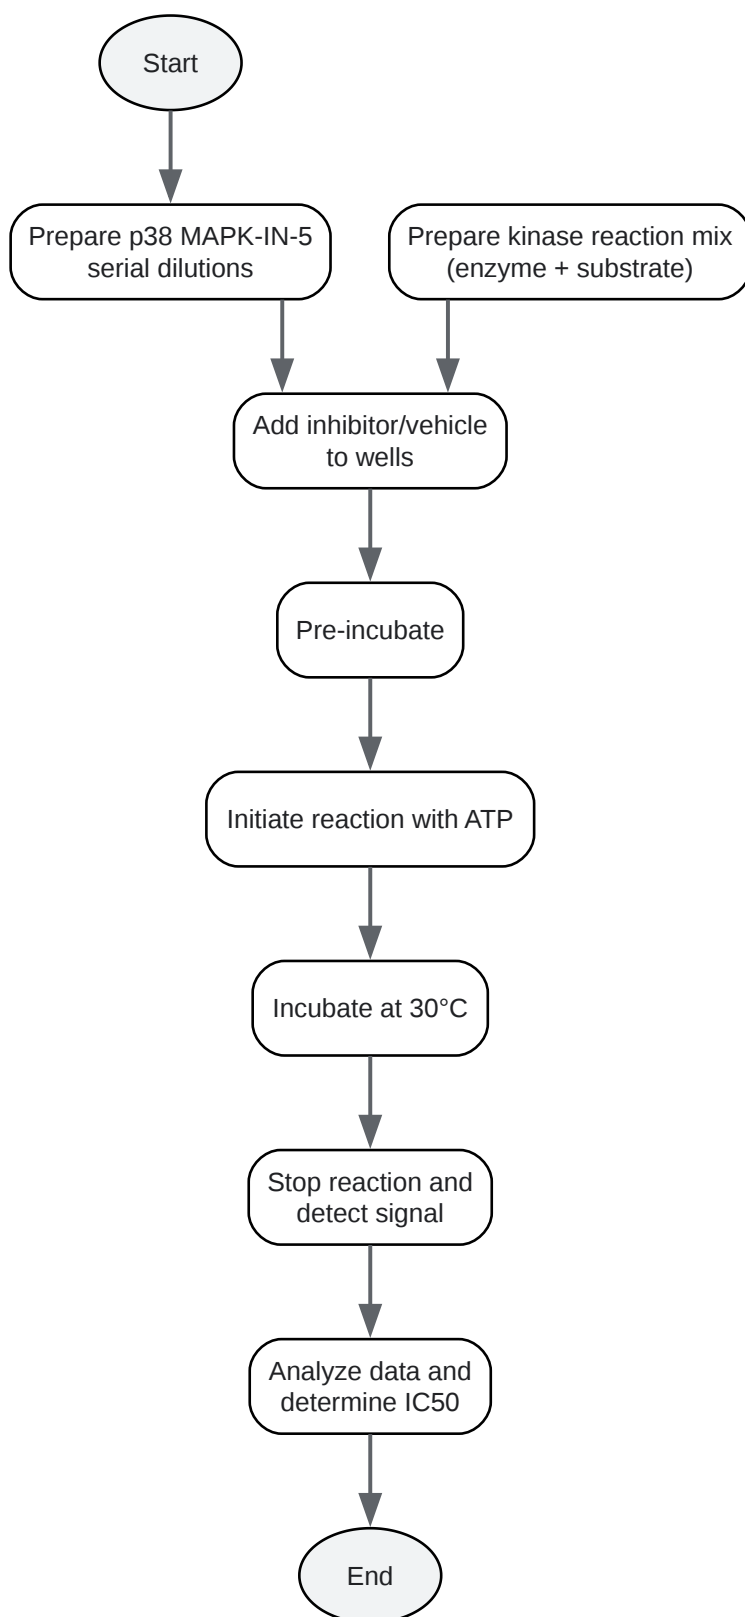 Start
Prepare p38 MAPK-IN-5
serial dilutions
Prepare kinase reaction mix
(enzyme + substrate)
Add inhibitor/vehicle
to wells
Pre-incubate
Initiate reaction with ATP
Incubate at 30°C
Stop reaction and
detect signal
Analyze data and
determine IC50
End